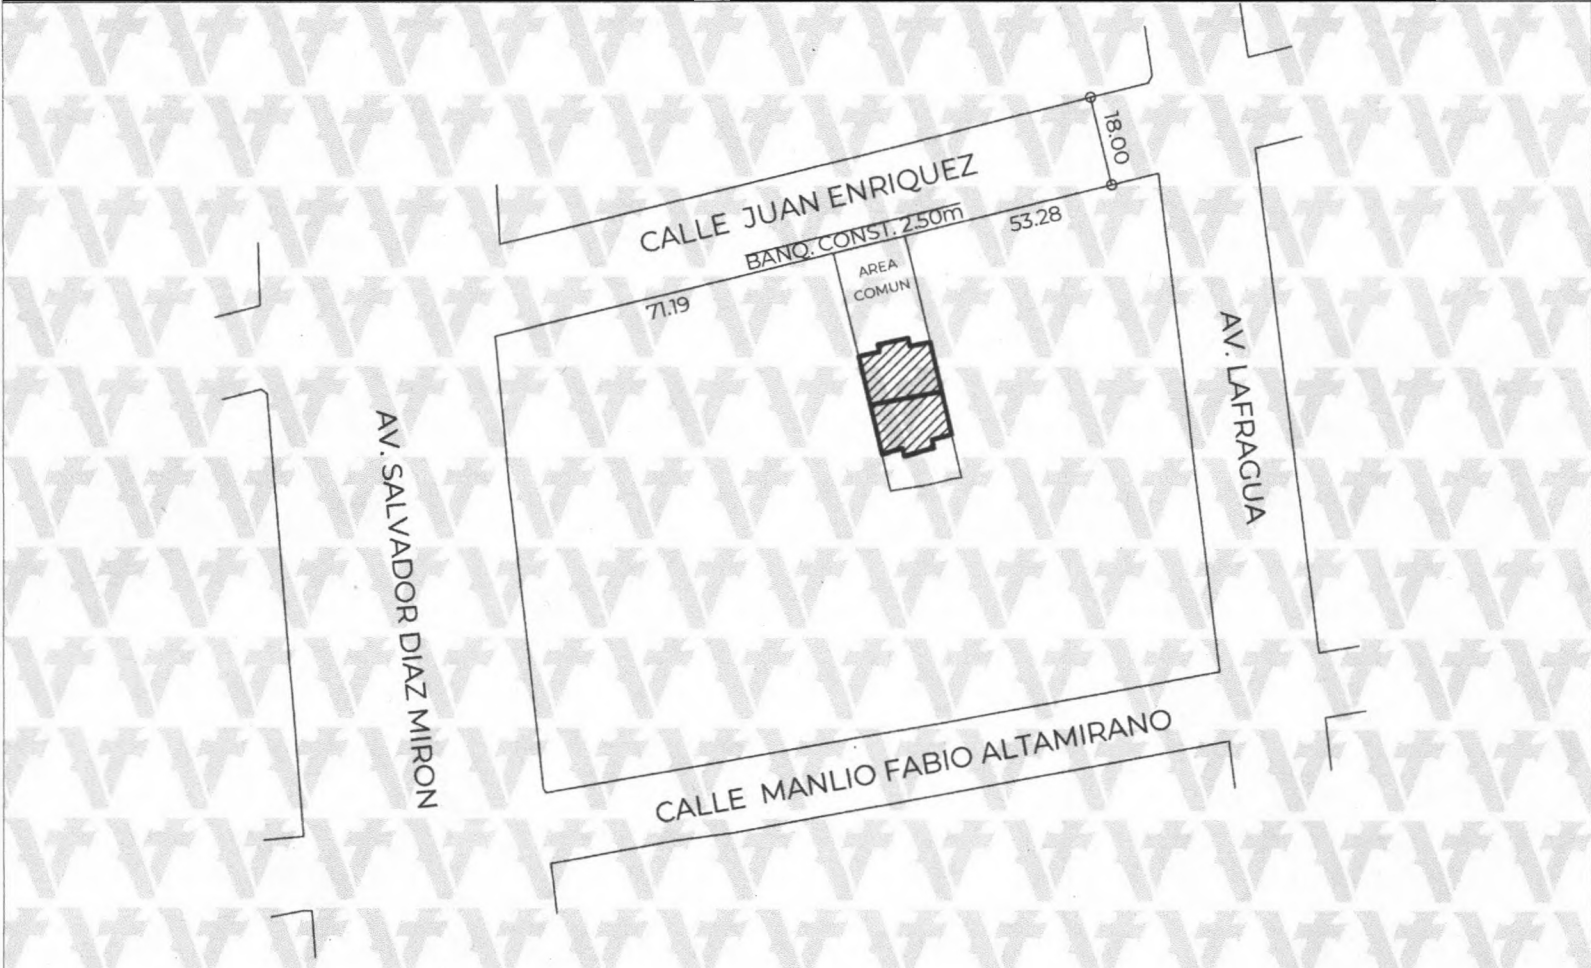 18.00
CALLE JUAN ENRIQUEZ
BANQ. CONST. 2.50m
53.28
AREA
COMUN
71.19
AV. LAFRAGUA
AV. SALVADOR DIAZ MIRON
CALLE MANLIO FABIO ALTAMIRANO